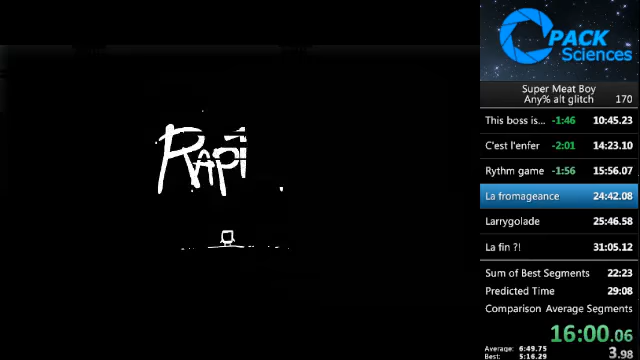 PACK
Sciences
Super Meat Boy
Any% alt glitch 170
This boss is... -1:46 10:45.23
C'est l'enfer -2:01 14:23.10
Rythm game -1:56 15:56.07
La fromageance 24:42.08
Larrygolade 25:46.58
La fin ?! 31:05.12
Sum of Best Segments 22:23
Predicted Time 29:08
Comparison Average Segments
16:00.06
Average: 6:49.75
Best: 5:16.29 3.98
RAPI